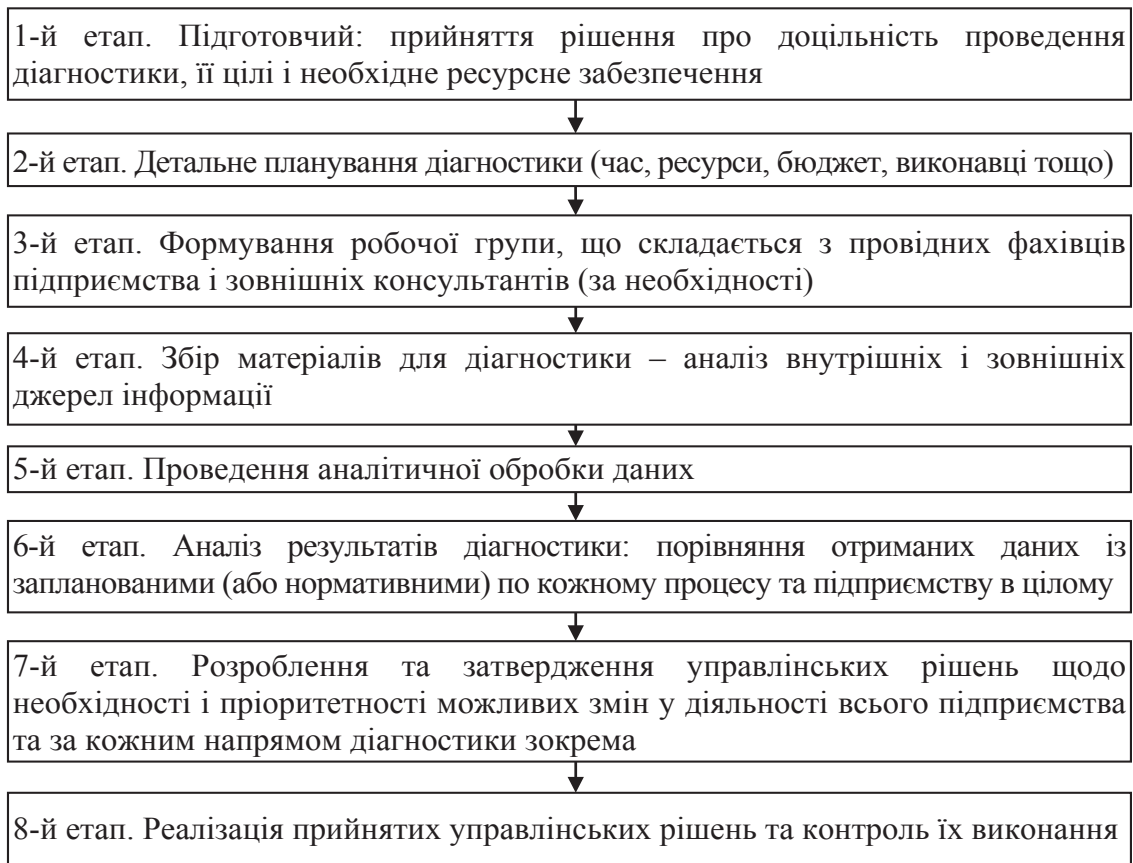 1-й етап. Підготовчий: прийняття рішення про доцільність проведення
діагностики, її цілі і необхідне ресурсне забезпечення
2-й етап. Детальне планування діагностики (час, ресурси, бюджет, виконавці тощо)
3-й етап. Формування робочої групи, що складається з провідних фахівців
підприємства і зовнішніх консультантів (за необхідності)
4-й етап. Збір матеріалів для діагностики – аналіз внутрішніх і зовнішніх
джерел інформації
5-й етап. Проведення аналітичної обробки даних
6-й етап. Аналіз результатів діагностики: порівняння отриманих даних із
запланованими (або нормативними) по кожному процесу та підприємству в цілому
7-й етап. Розроблення та затвердження управлінських рішень щодо
необхідності і пріоритетності можливих змін у діяльності всього підприємства
та за кожним напрямом діагностики зокрема
8-й етап. Реалізація прийнятих управлінських рішень та контроль їх виконання